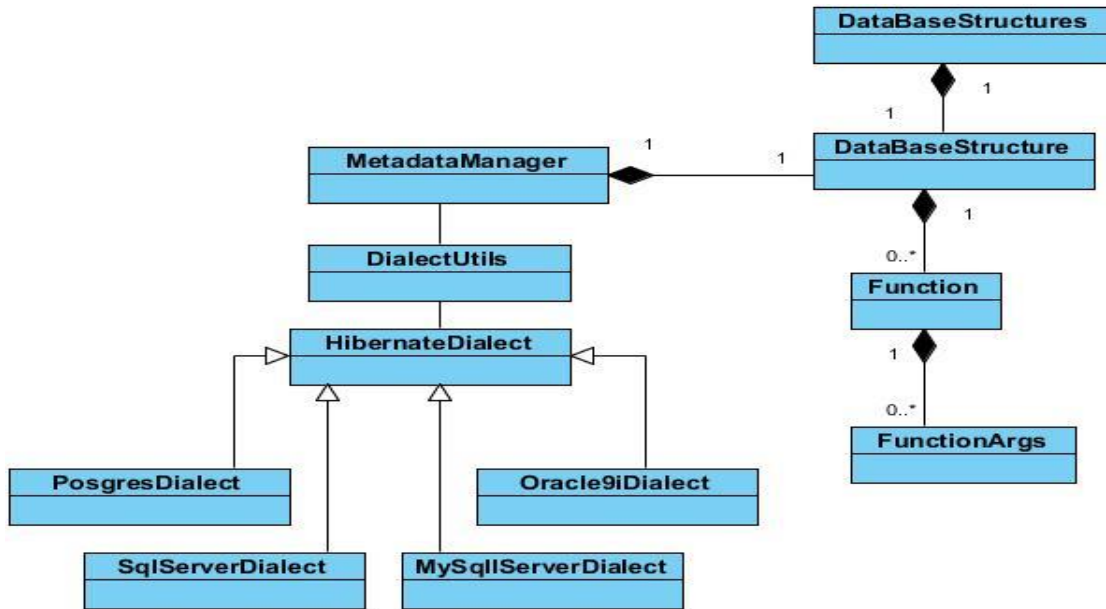 DataBaseStructures
1
1
DataBaseStructure
MetadataManager
1
1
1
DialectUtils
0..*
Function
HibernateDialect
1
0..*
FunctionArgs
PosgresDialect
Oracle9iDialect
SqlServerDialect
MySqllServerDialect